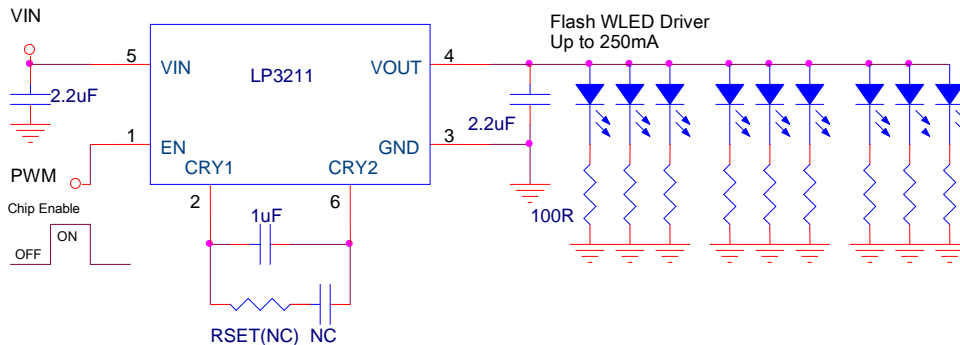 VIN
Flash WLED Driver
Up to 250mA
5
VIN
LP3211
VOUT
4
2.2uF
2.2uF
1
EN
GND
3
CRY1
CRY2
PWM
Chip Enable
OFF
ON
2
1uF
6
100R
RSET(NC)
NC